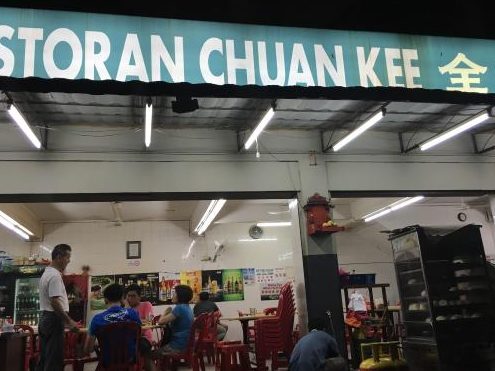 STORAN CHUAN KEE 全